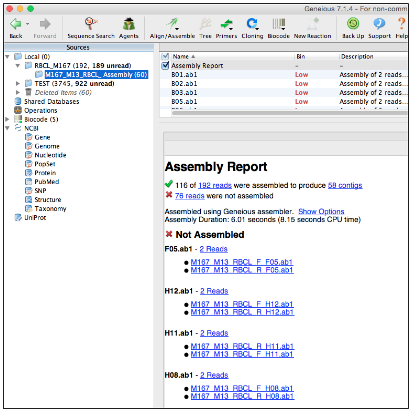 Geneious 7.1.4 - For non-comm
Back Forward Sequence Search Agents Align/Assemble Tree Primers Cloning Biocode New Reaction Back Up Support Help
Sources
Local (0)
RBCL_M167 (192, 189 unread)
M167_M13_RBCL_Assembly (60)
TEST (3745, 922 unread)
Deleted Items (66)
Shared Databases
Operations
Biocode (5)
NCBI
Gene
Genome
Nucleotide
PopSet
Protein
PubMed
SNP
Structure
Taxonomy
UniProt
Name Bin Description
Assembly Report - -
B01.ab1 Low Assembly of 2 reads...
B02.ab1 Low Assembly of 2 reads...
B03.ab1 Low Assembly of 2 reads...
B05.ab1 Low Assembly of 2 reads...
Assembly Report
116 of 192 reads were assembled to produce 58 contigs
76 reads were not assembled
Assembled using Geneious assembler. Show Options
Assembly Duration: 6.01 seconds (8.15 seconds CPU time)
Not Assembled
F05.ab1 - 2 Reads
M167_M13_RBCL_F_F05.ab1
M167_M13_RBCL_R_F05.ab1
H12.ab1 - 2 Reads
M167_M13_RBCL_F_H12.ab1
M167_M13_RBCL_R_H12.ab1
H11.ab1 - 2 Reads
M167_M13_RBCL_R_H11.ab1
M167_M13_RBCL_F_H11.ab1
H08.ab1 - 2 Reads
M167_M13_RBCL_F_H08.ab1
M167_M13_RBCL_R_H08.ab1